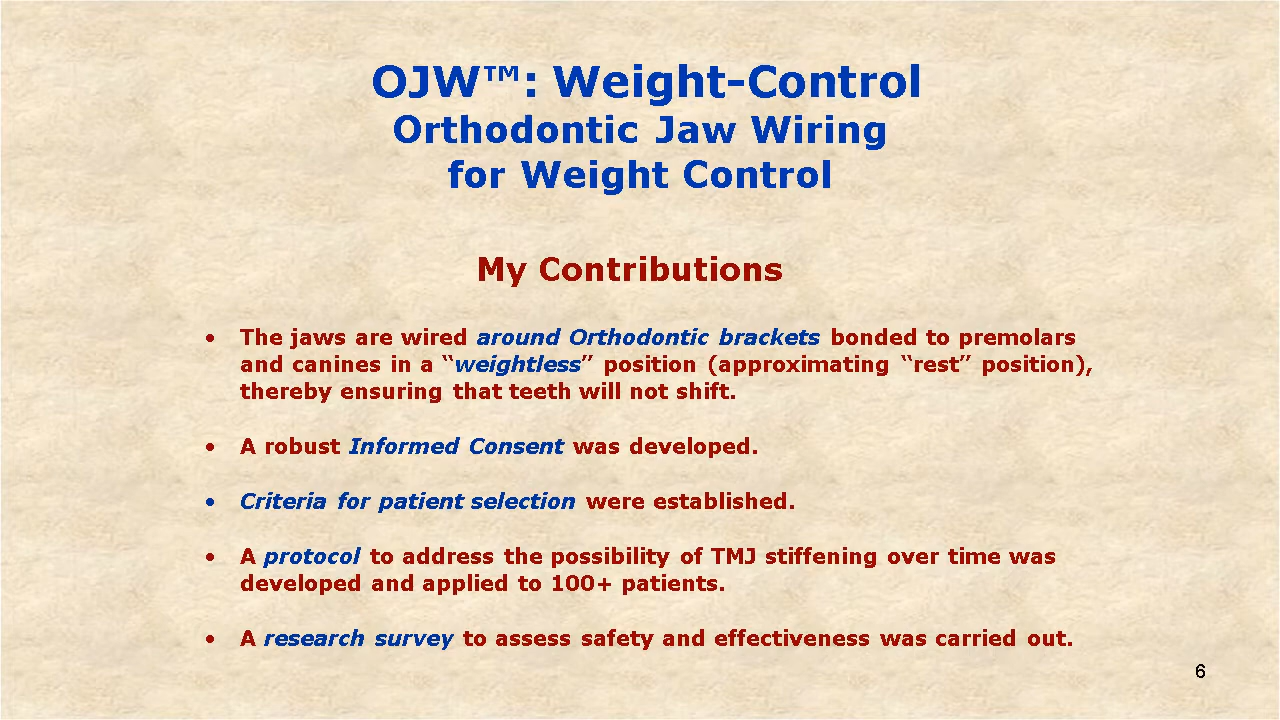 OJW™: Weight-Control
Orthodontic Jaw Wiring
for Weight Control
My Contributions
• The jaws are wired around Orthodontic brackets bonded to premolars
and canines in a “weightless” position (approximating “rest” position),
thereby ensuring that teeth will not shift.
• A robust Informed Consent was developed.
• Criteria for patient selection were established.
• A protocol to address the possibility of TMJ stiffening over time was
developed and applied to 100+ patients.
• A research survey to assess safety and effectiveness was carried out.
6